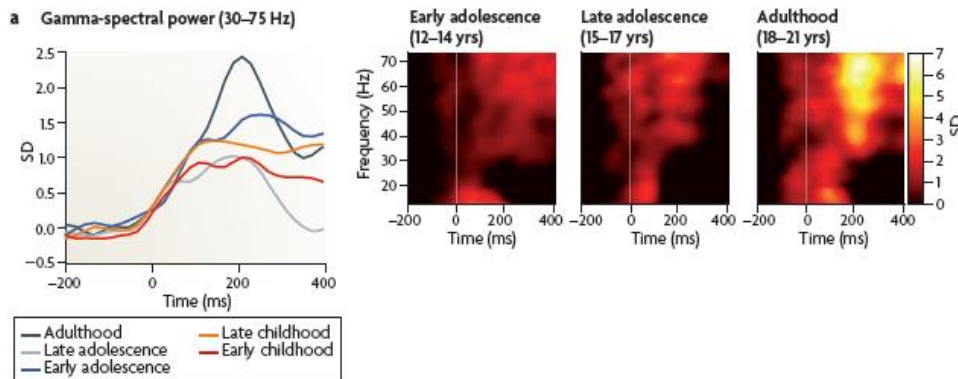 a Gamma-spectral power (30–75 Hz)
2.5
2.0
1.5
1.0
0.5
0.0
–0.5
SD
–200 0 200 400
Time (ms)
Adulthood
Late adolescence
Early adolescence
Late childhood
Early childhood
Early adolescence
(12–14 yrs)
Frequency (Hz)
70
60
50
40
30
20
–200 0 200 400
Time (ms)
Late adolescence
(15–17 yrs)
–200 0 200 400
Time (ms)
Adulthood
(18–21 yrs)
–200 0 200 400
Time (ms)
7
6
5
4
3
2
1
0
SD